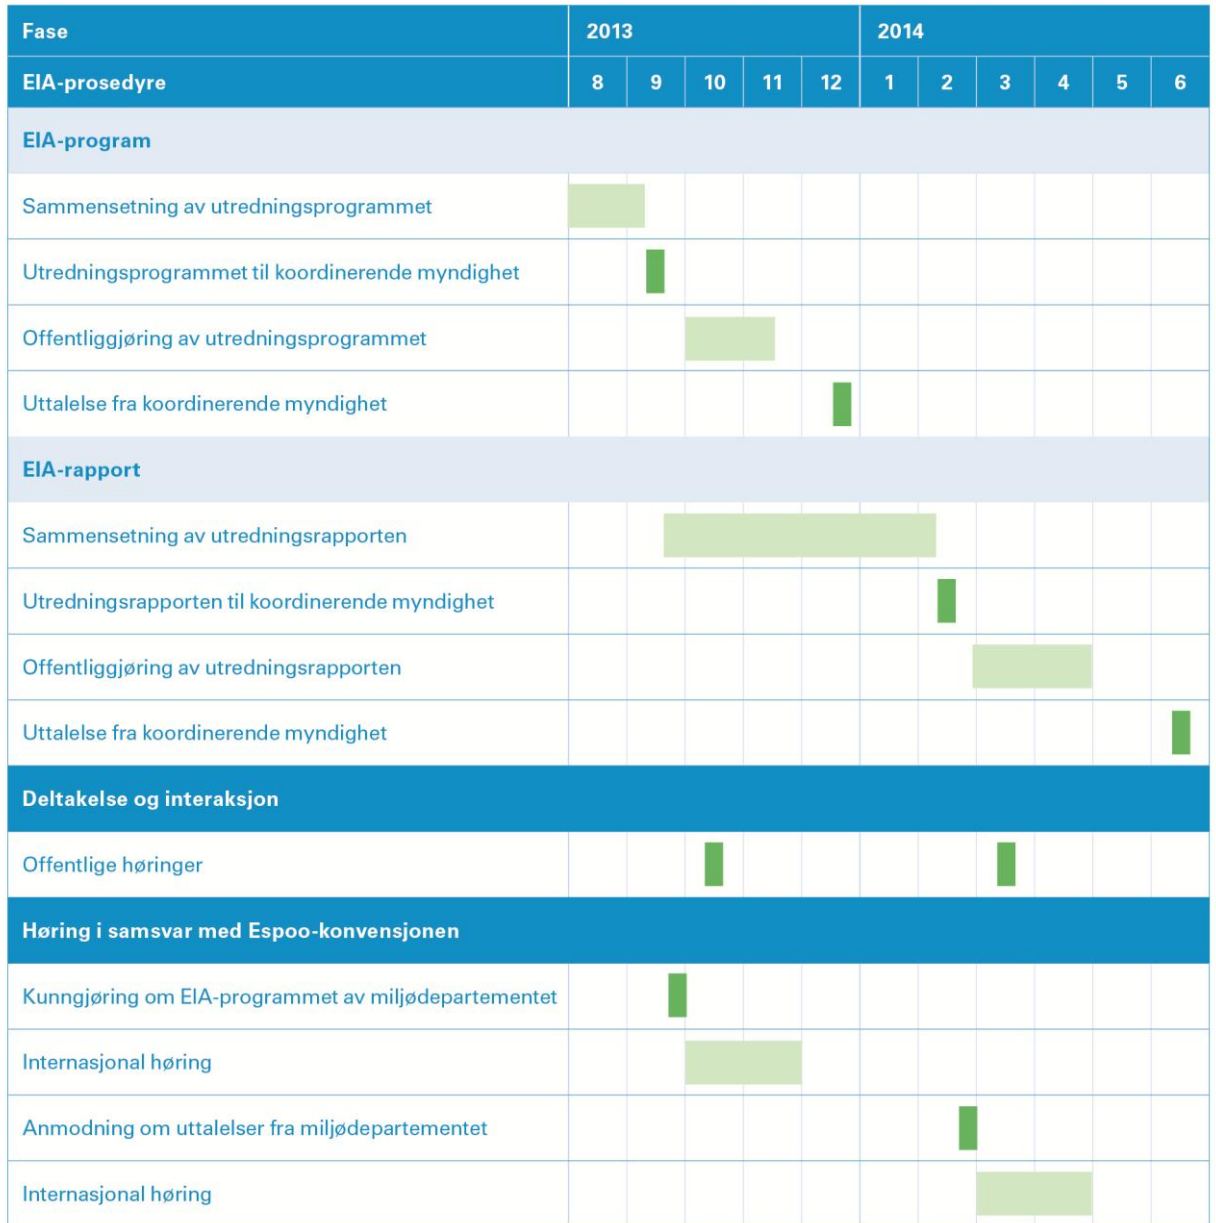 Fase 2013 2014
EIA-prosedyre 8 9 10 11 12 1 2 3 4 5 6
EIA-program
Sammensetning av utredningsprogrammet
Utredningsprogrammet til koordinerende myndighet
Offentliggjøring av utredningsprogrammet
Uttalelse fra koordinerende myndighet
EIA-rapport
Sammensetning av utredningsrapporten
Utredningsrapporten til koordinerende myndighet
Offentliggjøring av utredningsrapporten
Uttalelse fra koordinerende myndighet
Deltakelse og interaksjon
Offentlige høringer
Høring i samsvar med Espoo-konvensjonen
Kunngjøring om EIA-programmet av miljødepartementet
Internasjonal høring
Anmodning om uttalelser fra miljødepartementet
Internasjonal høring